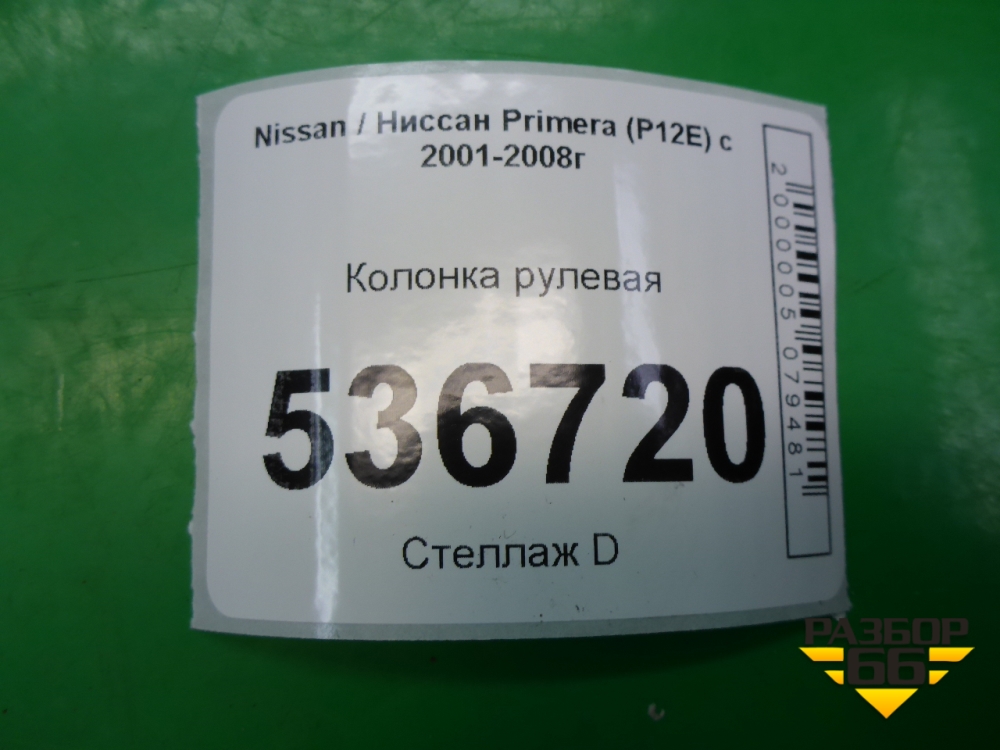 Nissan / Ниссан Primera (P12E) с
2001-2008г
Колонка рулевая
536720
Стеллаж D
2000005079481
РАЗБОР
66